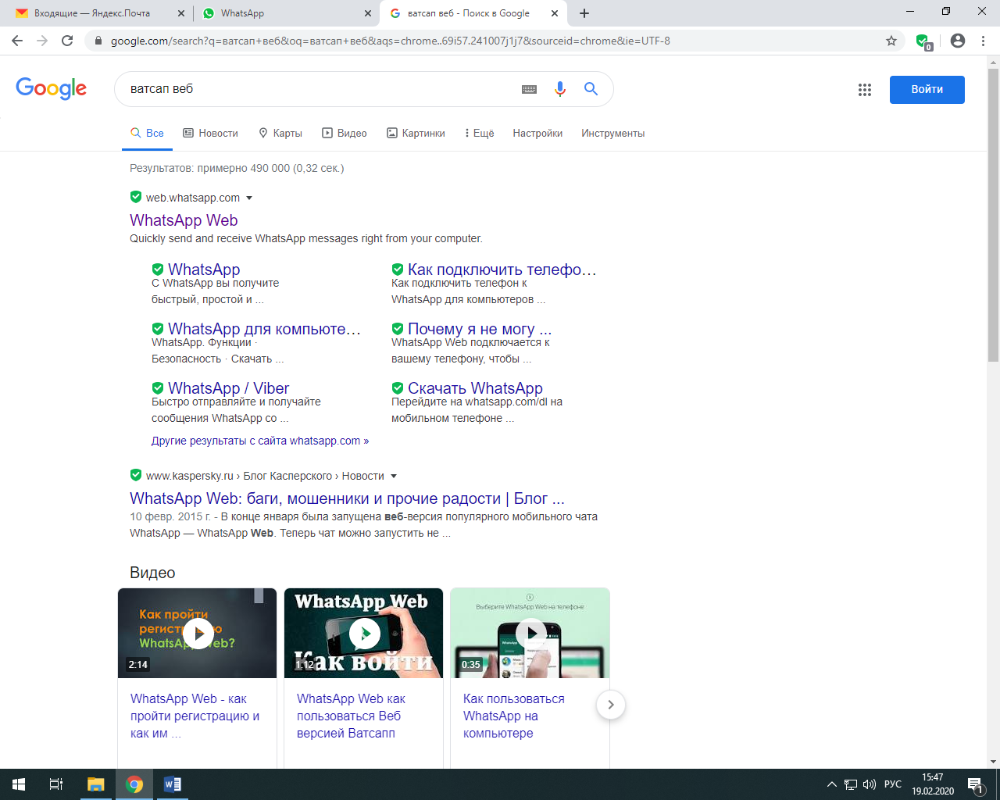 Входящие — Яндекс.Почта
WhatsApp
ватсап веб - Поиск в Google
google.com/search?q=ватсап+веб&oq=ватсап+веб&aqs=chrome..69i57.241007j1j7&sourceid=chrome&ie=UTF-8
0
Google
ватсап веб
Войти
Все
Новости
Карты
Видео
Картинки
Ещё
Настройки
Инструменты
Результатов: примерно 490 000 (0,32 сек.)
web.whatsapp.com
WhatsApp Web
Quickly send and receive WhatsApp messages right from your computer.
WhatsApp
С WhatsApp вы получите
быстрый, простой и ...
Как подключить телефо...
Как подключить телефон к
WhatsApp для компьютеров ...
WhatsApp для компьюте...
WhatsApp. Функции ·
Безопасность · Скачать ...
Почему я не могу ...
WhatsApp Web подключается к
вашему телефону, чтобы ...
WhatsApp / Viber
Быстро отправляйте и получайте
сообщения WhatsApp со ...
Скачать WhatsApp
Перейдите на whatsapp.com/dl на
мобильном телефоне ...
Другие результаты с сайта whatsapp.com »
www.kaspersky.ru › Блог Касперского › Новости
WhatsApp Web: баги, мошенники и прочие радости | Блог ...
10 февр. 2015 г. - В конце января была запущена веб-версия популярного мобильного чата
WhatsApp — WhatsApp Web. Теперь чат можно запустить не ...
Видео
Как пройти
регистрацию
WhatsApp Web?
2:14
WhatsApp Web
Как войти
1:12
Выберите WhatsApp Web на телефоне
0:35
WhatsApp Web - как
пройти регистрацию и
как им ...
WhatsApp Web как
пользоваться Веб
версией Ватсапп
Как пользоваться
WhatsApp на
компьютере
РУС
15:47
19.02.2020
1